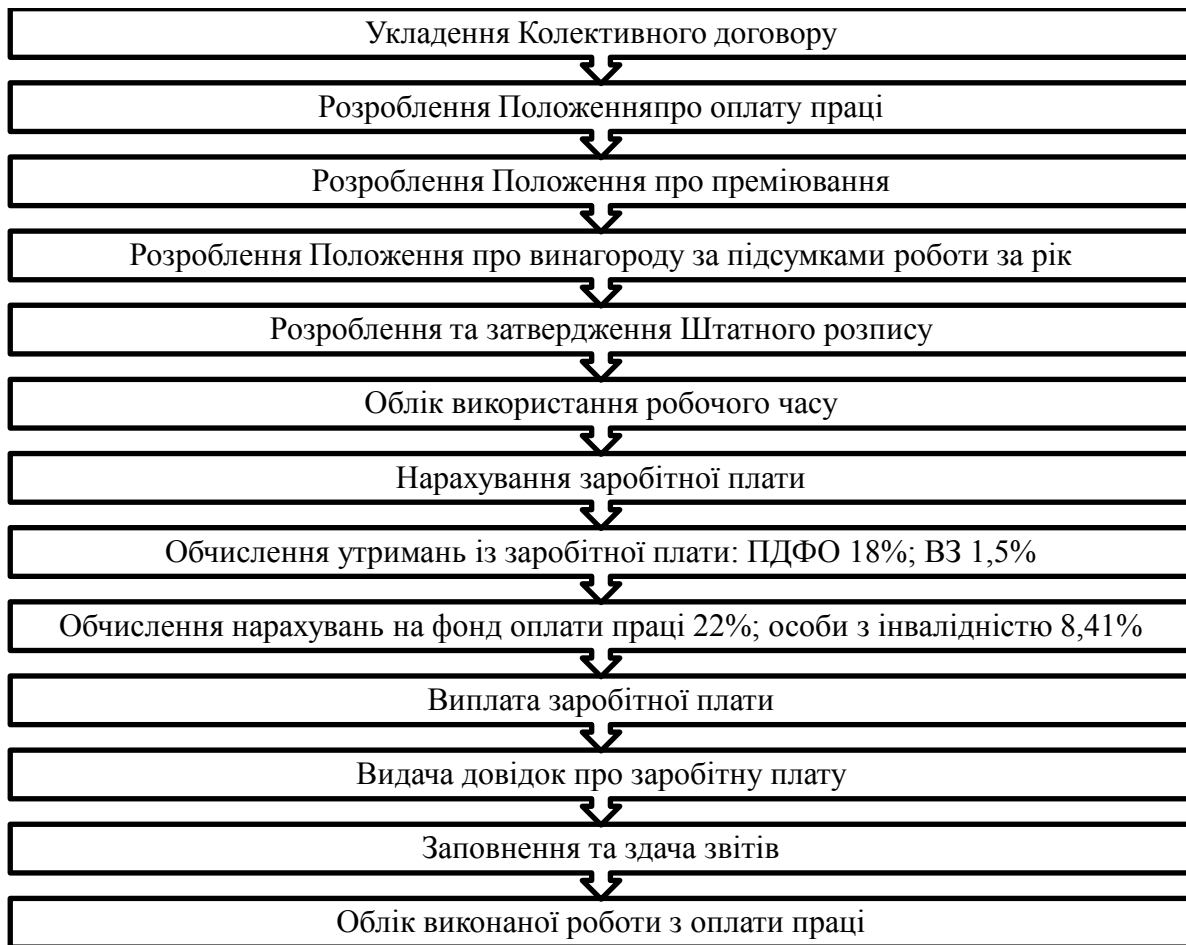 Укладення Колективного договору
Розроблення Положенняпро оплату праці
Розроблення Положення про преміювання
Розроблення Положення про винагороду за підсумками роботи за рік
Розроблення та затвердження Штатного розпису
Облік використання робочого часу
Нарахування заробітної плати
Обчислення утримань із заробітної плати: ПДФО 18%; ВЗ 1,5%
Обчислення нарахувань на фонд оплати праці 22%; особи з інвалідністю 8,41%
Виплата заробітної плати
Видача довідок про заробітну плату
Заповнення та здача звітів
Облік виконаної роботи з оплати праці